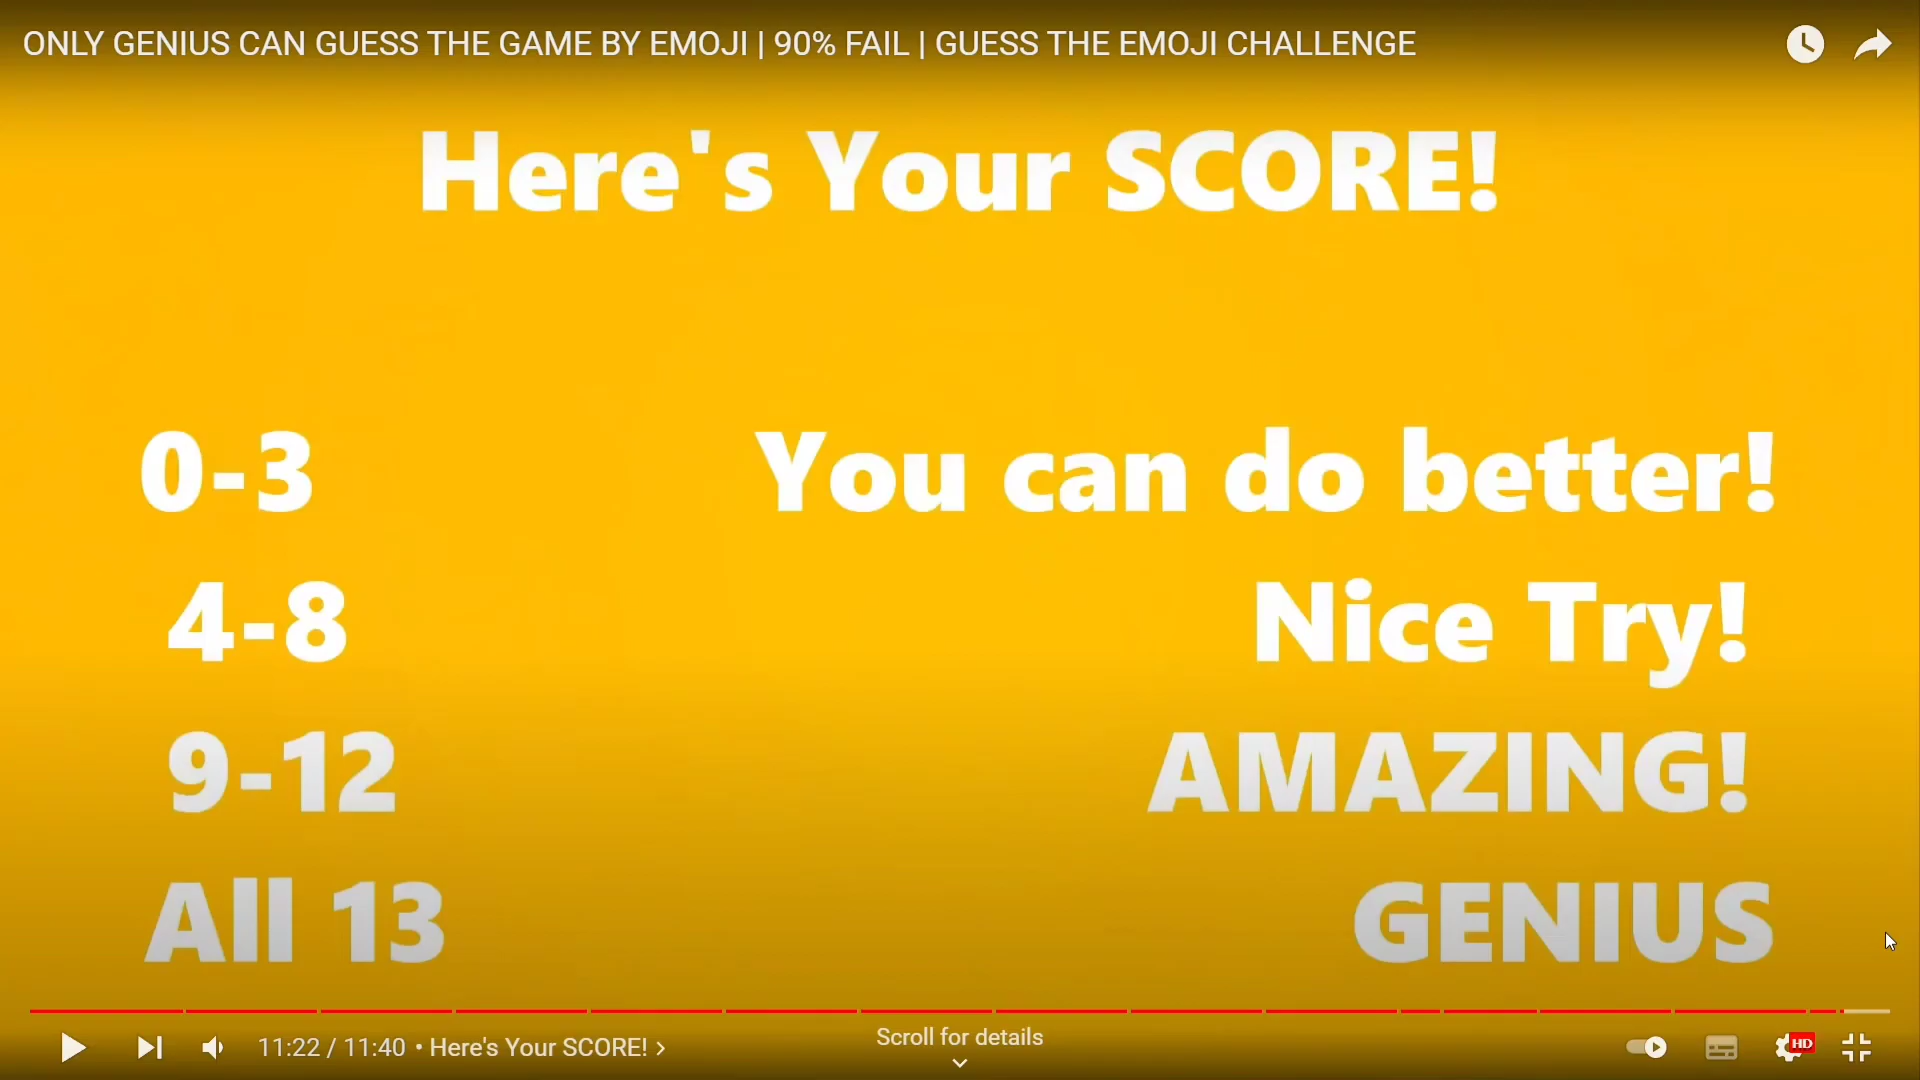 ONLY GENIUS CAN GUESS THE GAME BY EMOJI | 90% FAIL | GUESS THE EMOJI CHALLENGE
Here's Your SCORE!
0-3 You can do better!
4-8 Nice Try!
9-12 AMAZING!
All 13 GENIUS
11:22 / 11:40 • Here's Your SCORE!
Scroll for details
HD